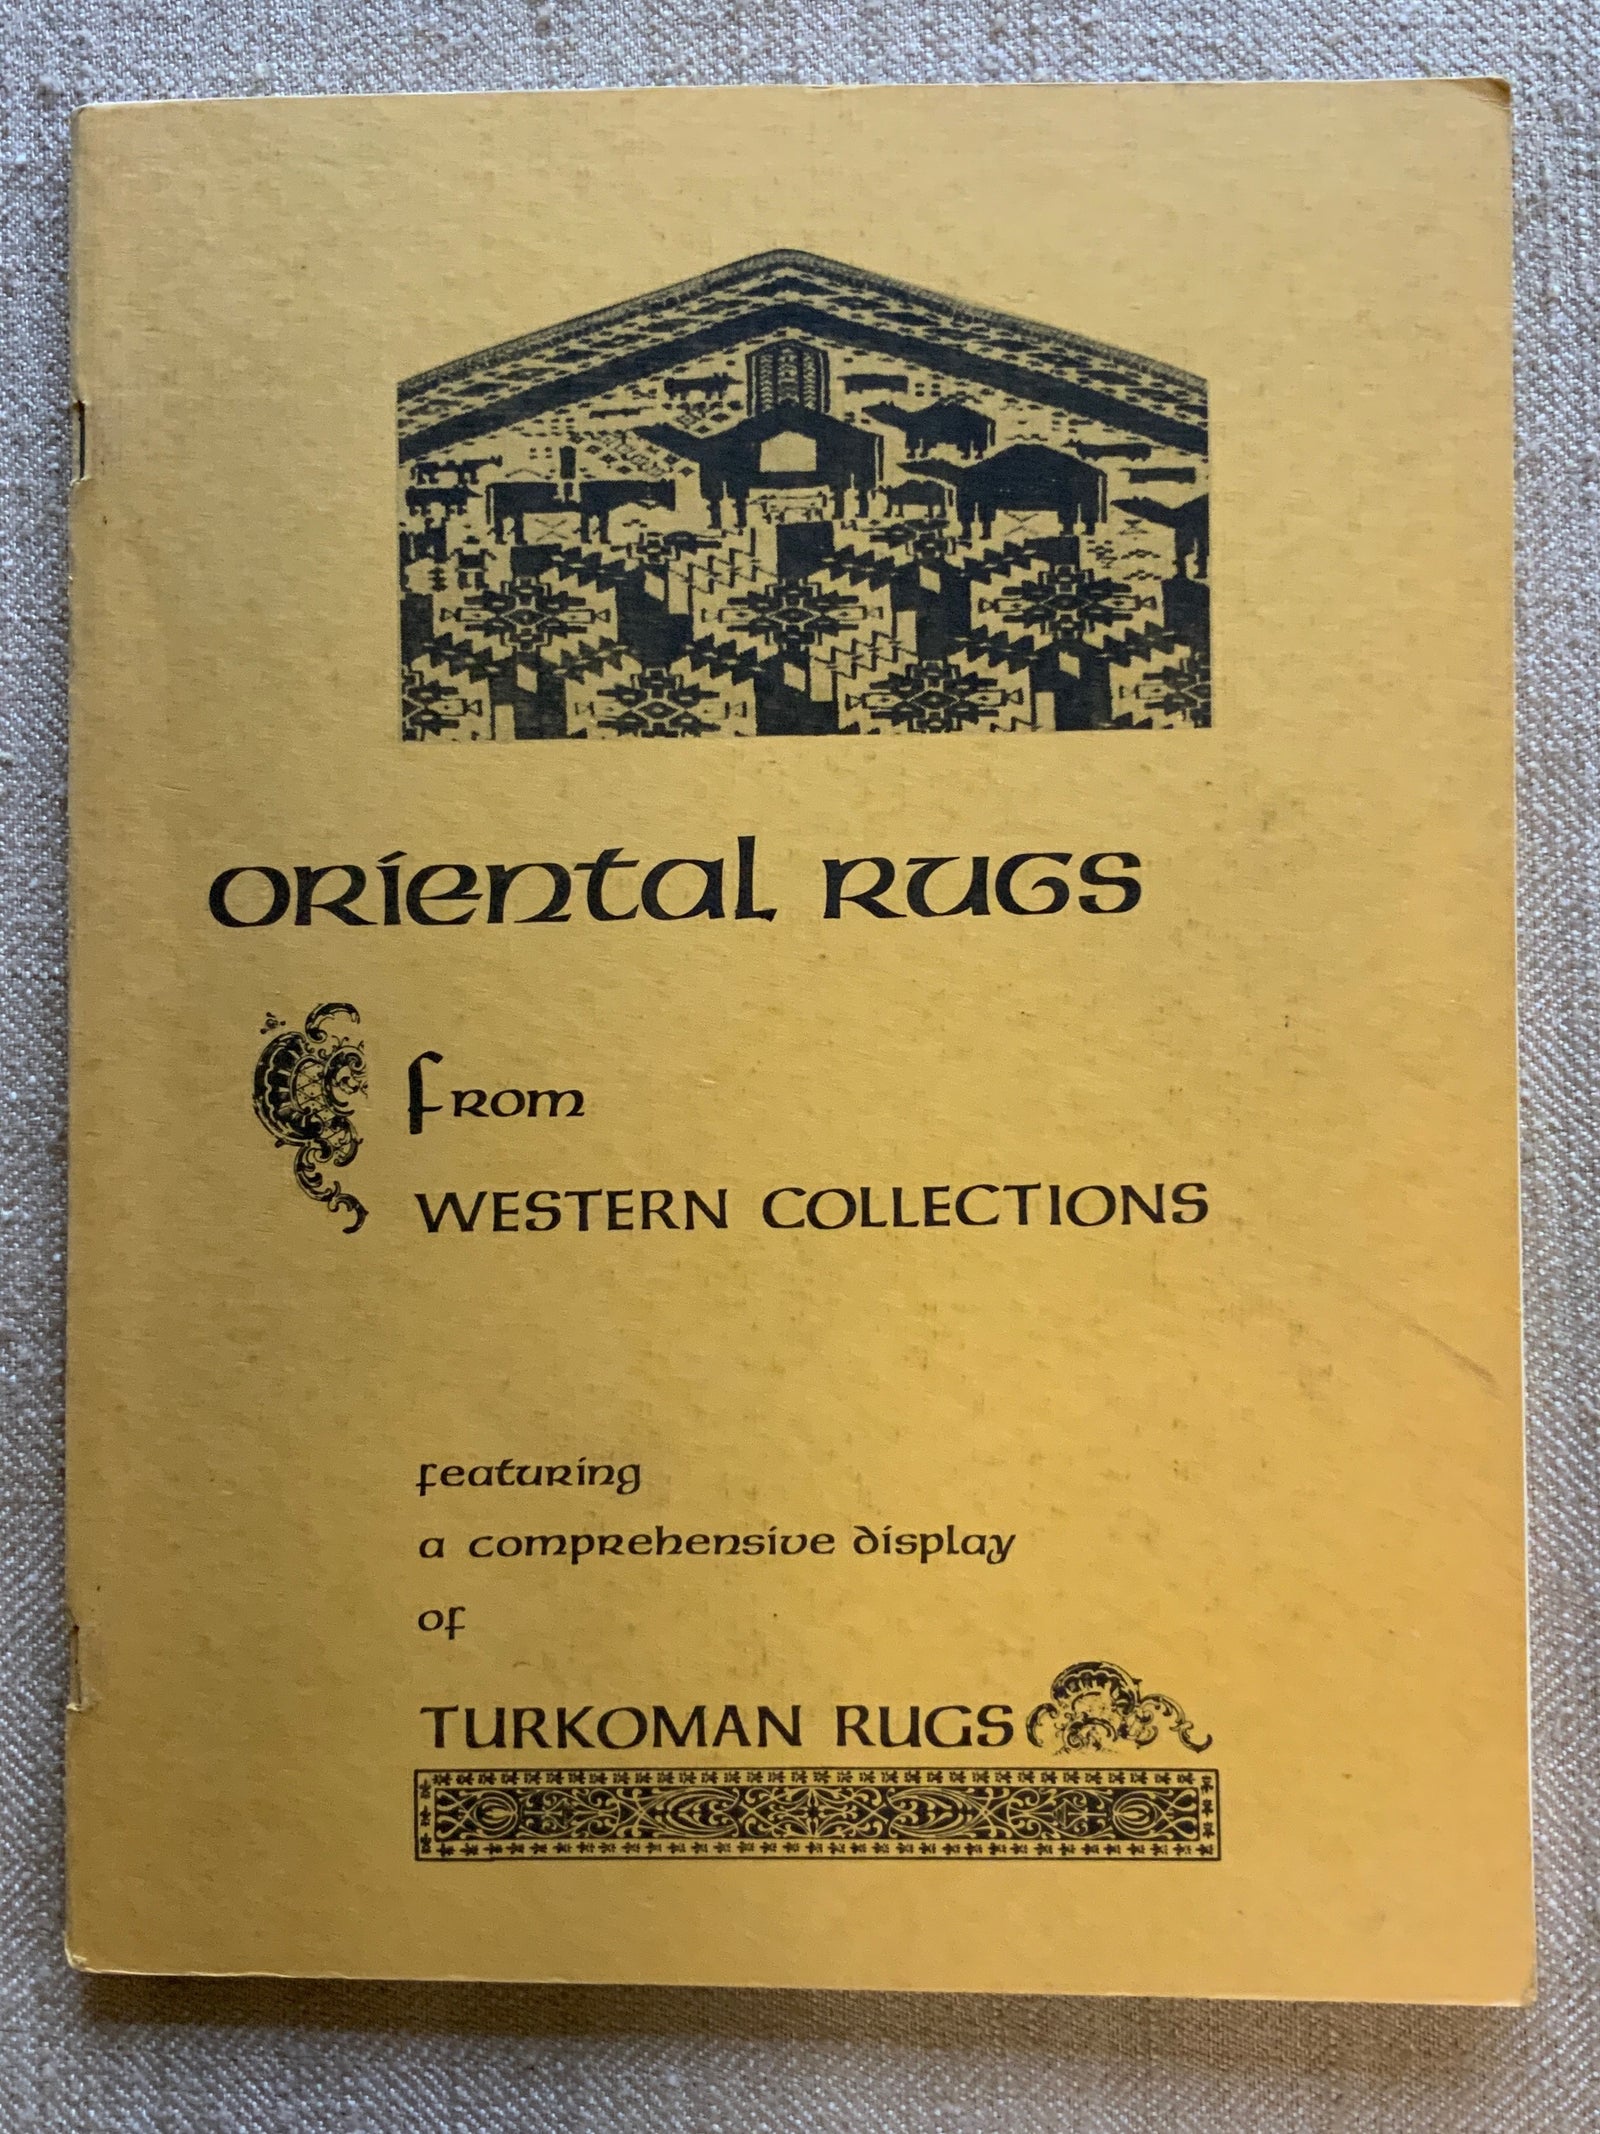 ORIENTAL RUGS
FROM
WESTERN COLLECTIONS
featuring
a comprehensive display
of
TURKOMAN RUGS